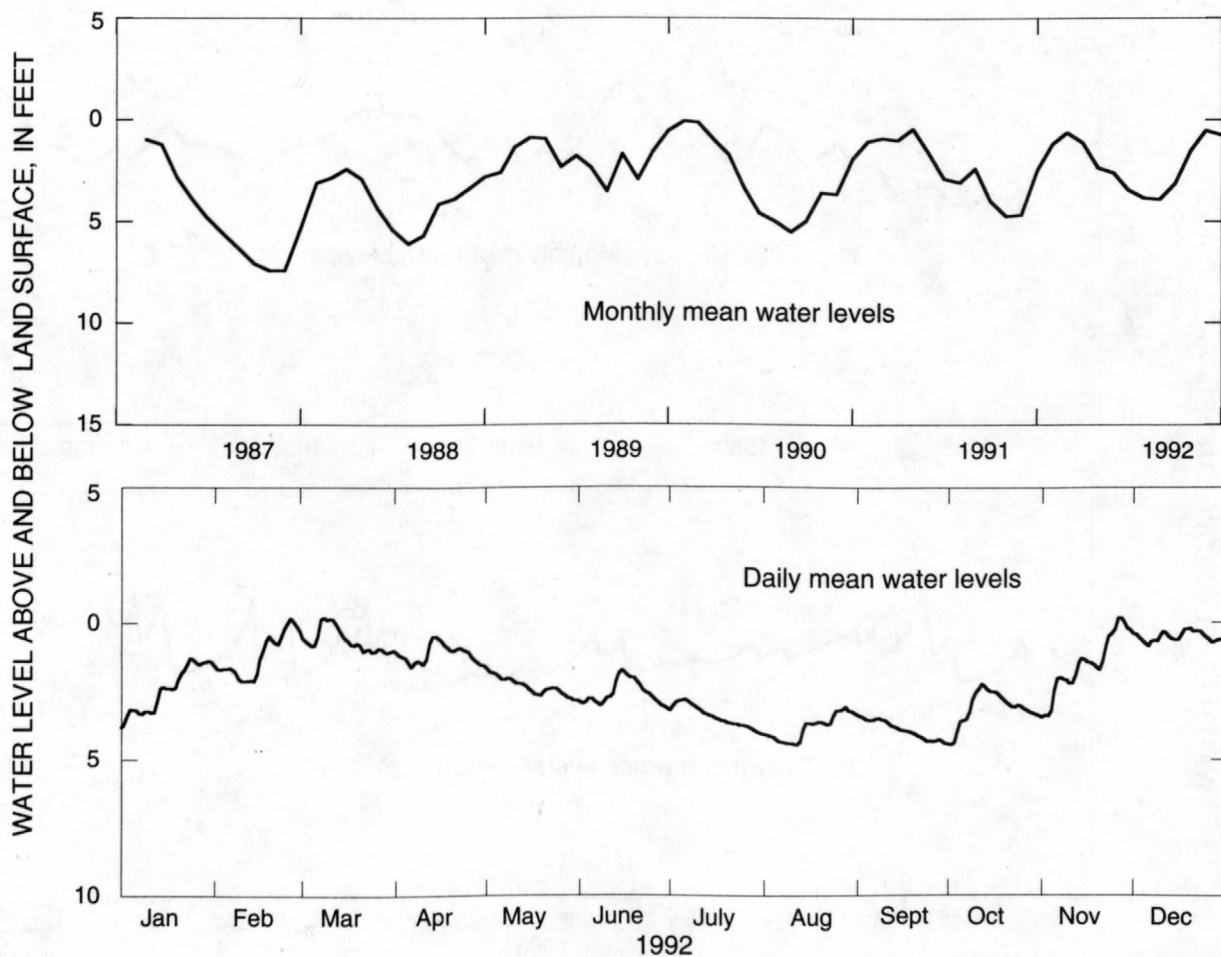 WATER LEVEL ABOVE AND BELOW LAND SURFACE, IN FEET
5
0
5
10
15
Monthly mean water levels
1987 1988 1989 1990 1991 1992
5
0
5
10
Daily mean water levels
Jan Feb Mar Apr May June July Aug Sept Oct Nov Dec
1992